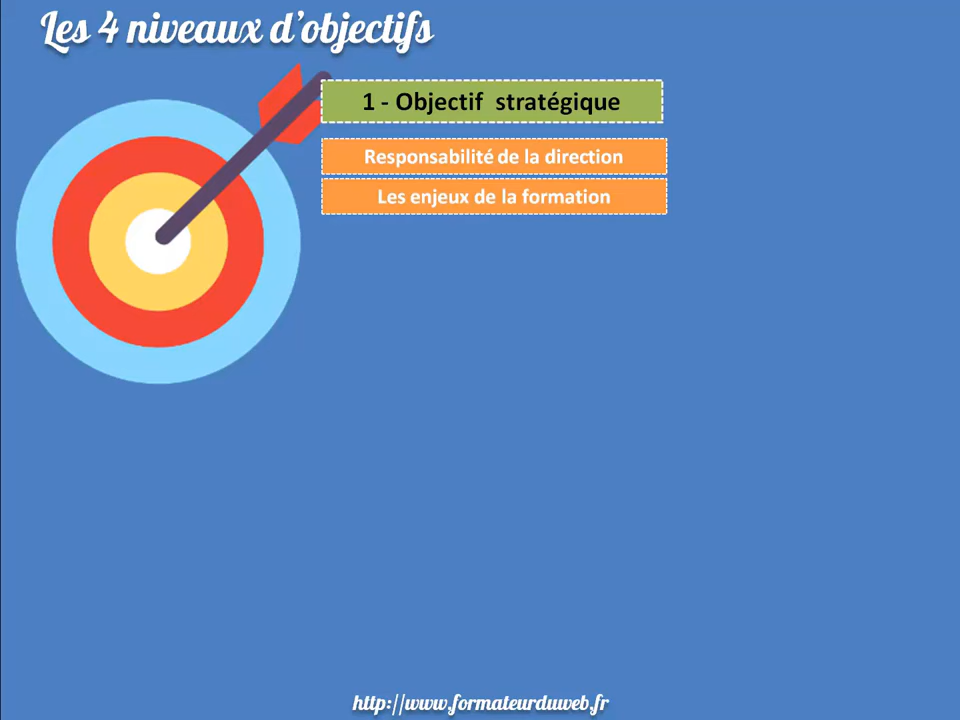 Les 4 niveaux d'objectifs
1 - Objectif stratégique
Responsabilité de la direction
Les enjeux de la formation
http://www.formateurduweb.fr